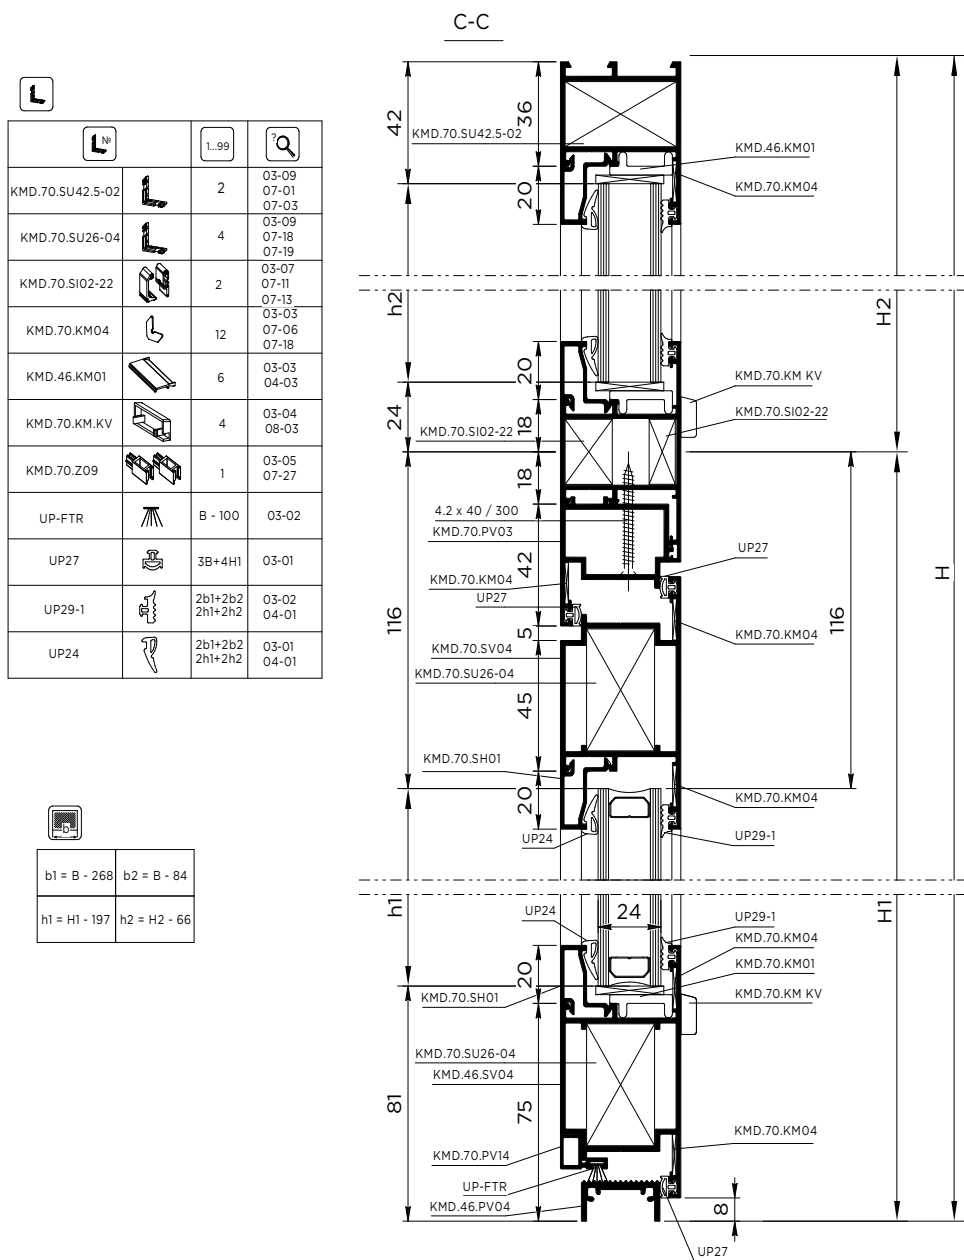 C-C
№
1...99
?
KMD.70.SU42.5-02
2
03-09
07-01
07-03
KMD.70.SU26-04
4
03-09
07-18
07-19
KMD.70.SI02-22
2
03-07
07-11
07-13
KMD.70.KM04
12
03-03
07-06
07-18
KMD.46.KM01
6
03-03
04-03
KMD.70.KM.KV
4
03-04
08-03
KMD.70.Z09
1
03-05
07-27
UP-FTR
B - 100
03-02
UP27
3B+4H1
03-01
UP29-1
2b1+2b2
2h1+2h2
03-02
04-01
UP24
2b1+2b2
2h1+2h2
03-01
04-01
b
b1 = B - 268
b2 = B - 84
h1 = H1 - 197
h2 = H2 - 66
42
36
KMD.70.SU42.5-02
KMD.46.KM01
KMD.70.KM04
20
h2
H2
20
KMD.70.KM KV
24
18
KMD.70.SI02-22
KMD.70.SI02-22
18
4.2 x 40 / 300
KMD.70.PV03
42
UP27
KMD.70.KM04
UP27
H
116
5
116
KMD.70.KM04
KMD.70.SV04
KMD.70.SU26-04
45
KMD.70.SH01
20
KMD.70.KM04
UP24
UP29-1
h1
H1
UP24
24
UP29-1
KMD.70.KM04
20
KMD.70.KM01
KMD.70.SH01
KMD.70.KM KV
KMD.70.SU26-04
KMD.46.SV04
81
75
KMD.70.KM04
KMD.70.PV14
UP-FTR
KMD.46.PV04
8
UP27